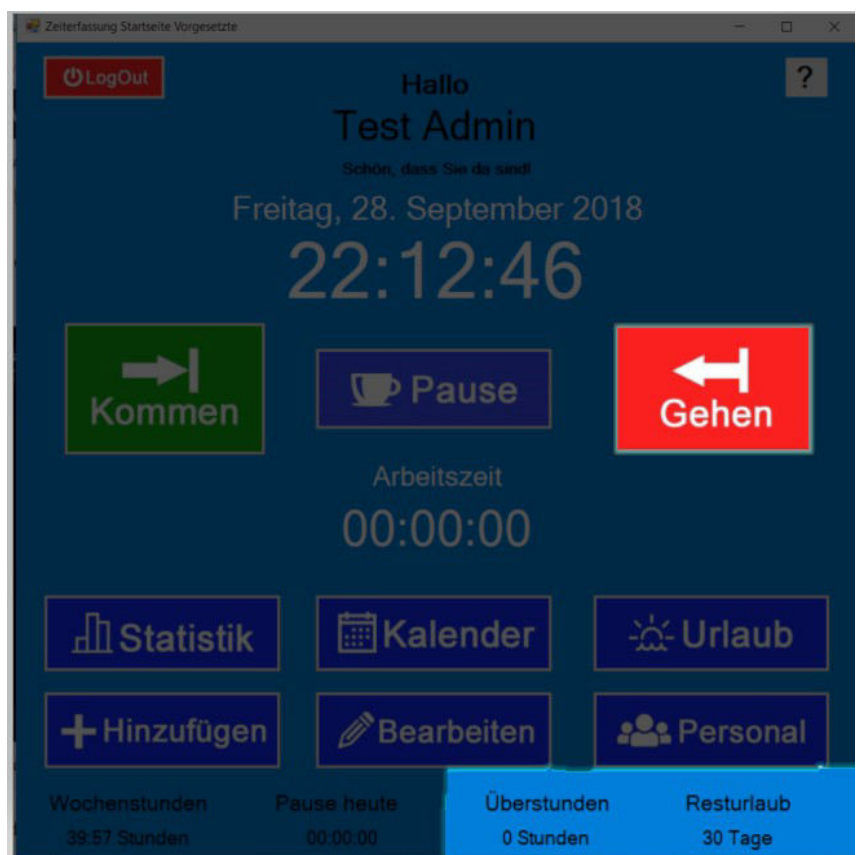 Zeiterfassung Startseite Vorgesetzte
LogOut
?
Hallo
Test Admin
Schön, dass Sie da sind!
Freitag, 28. September 2018
22:12:46
Kommen
Pause
Gehen
Arbeitszeit
00:00:00
Statistik
Kalender
Urlaub
Hinzufügen
Bearbeiten
Personal
Wochenstunden Pause heute Überstunden Resturlaub
39:57 Stunden 00:00:00 0 Stunden 30 Tage